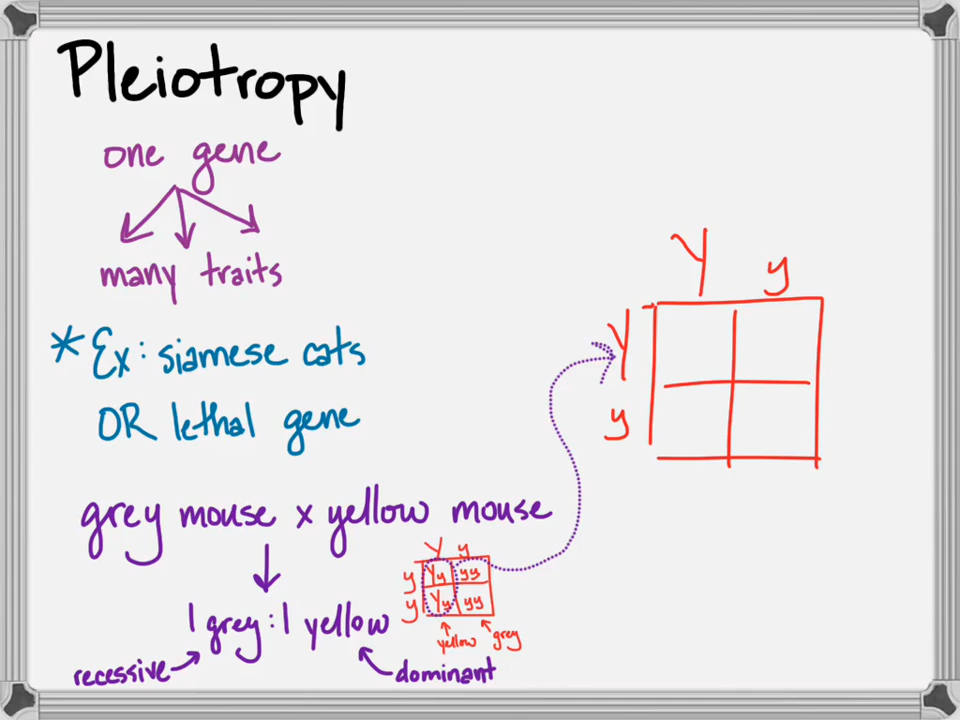 Pleiotropy
one gene
many traits
*Ex: siamese cats
OR lethal gene
grey mouse x yellow mouse
1 grey : 1 yellow
recessive
dominant
Y y
y Yy yy
y Yy yy
yellow grey
Y y
Y
y